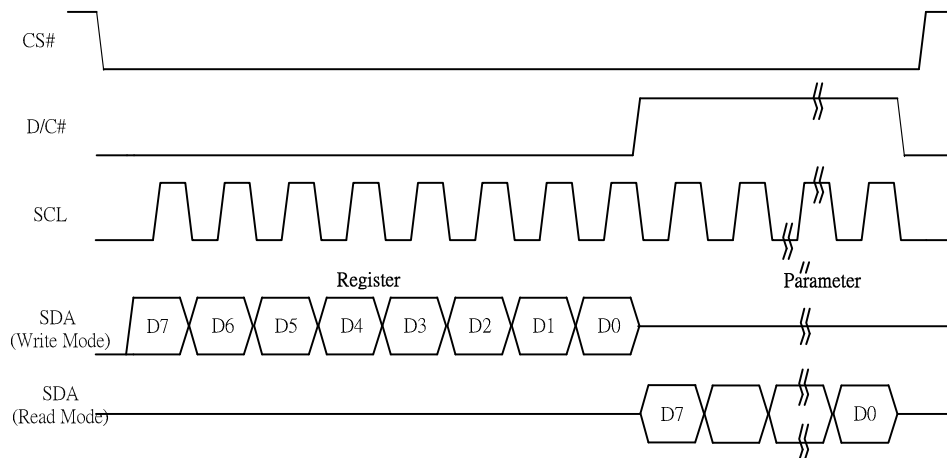 CS#
D/C#
SCL
Register
Parameter
SDA
(Write Mode)
D7 D6 D5 D4 D3 D2 D1 D0
SDA
(Read Mode)
D7 D0